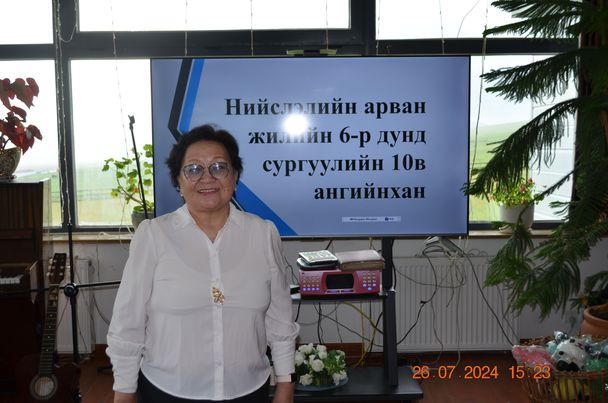 Нийслэлийн арван
жилийн 6-р дунд
сургуулийн 10в
ангийнхан
26.07.2024 15:23